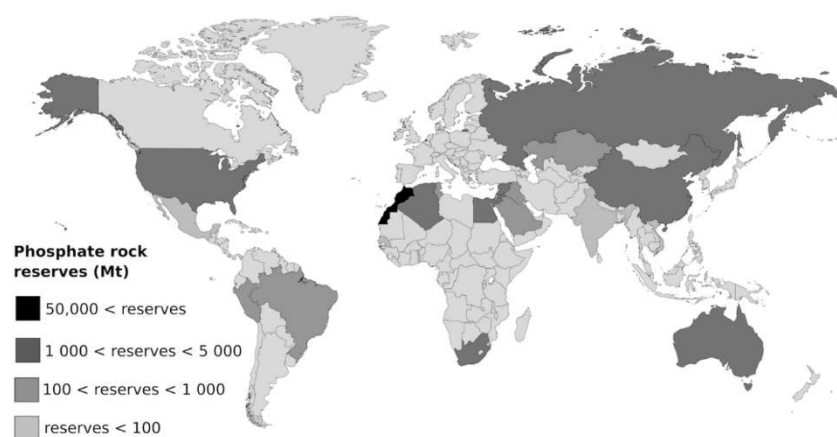 Phosphate rock
reserves (Mt)
50,000 < reserves
1 000 < reserves < 5 000
100 < reserves < 1 000
reserves < 100